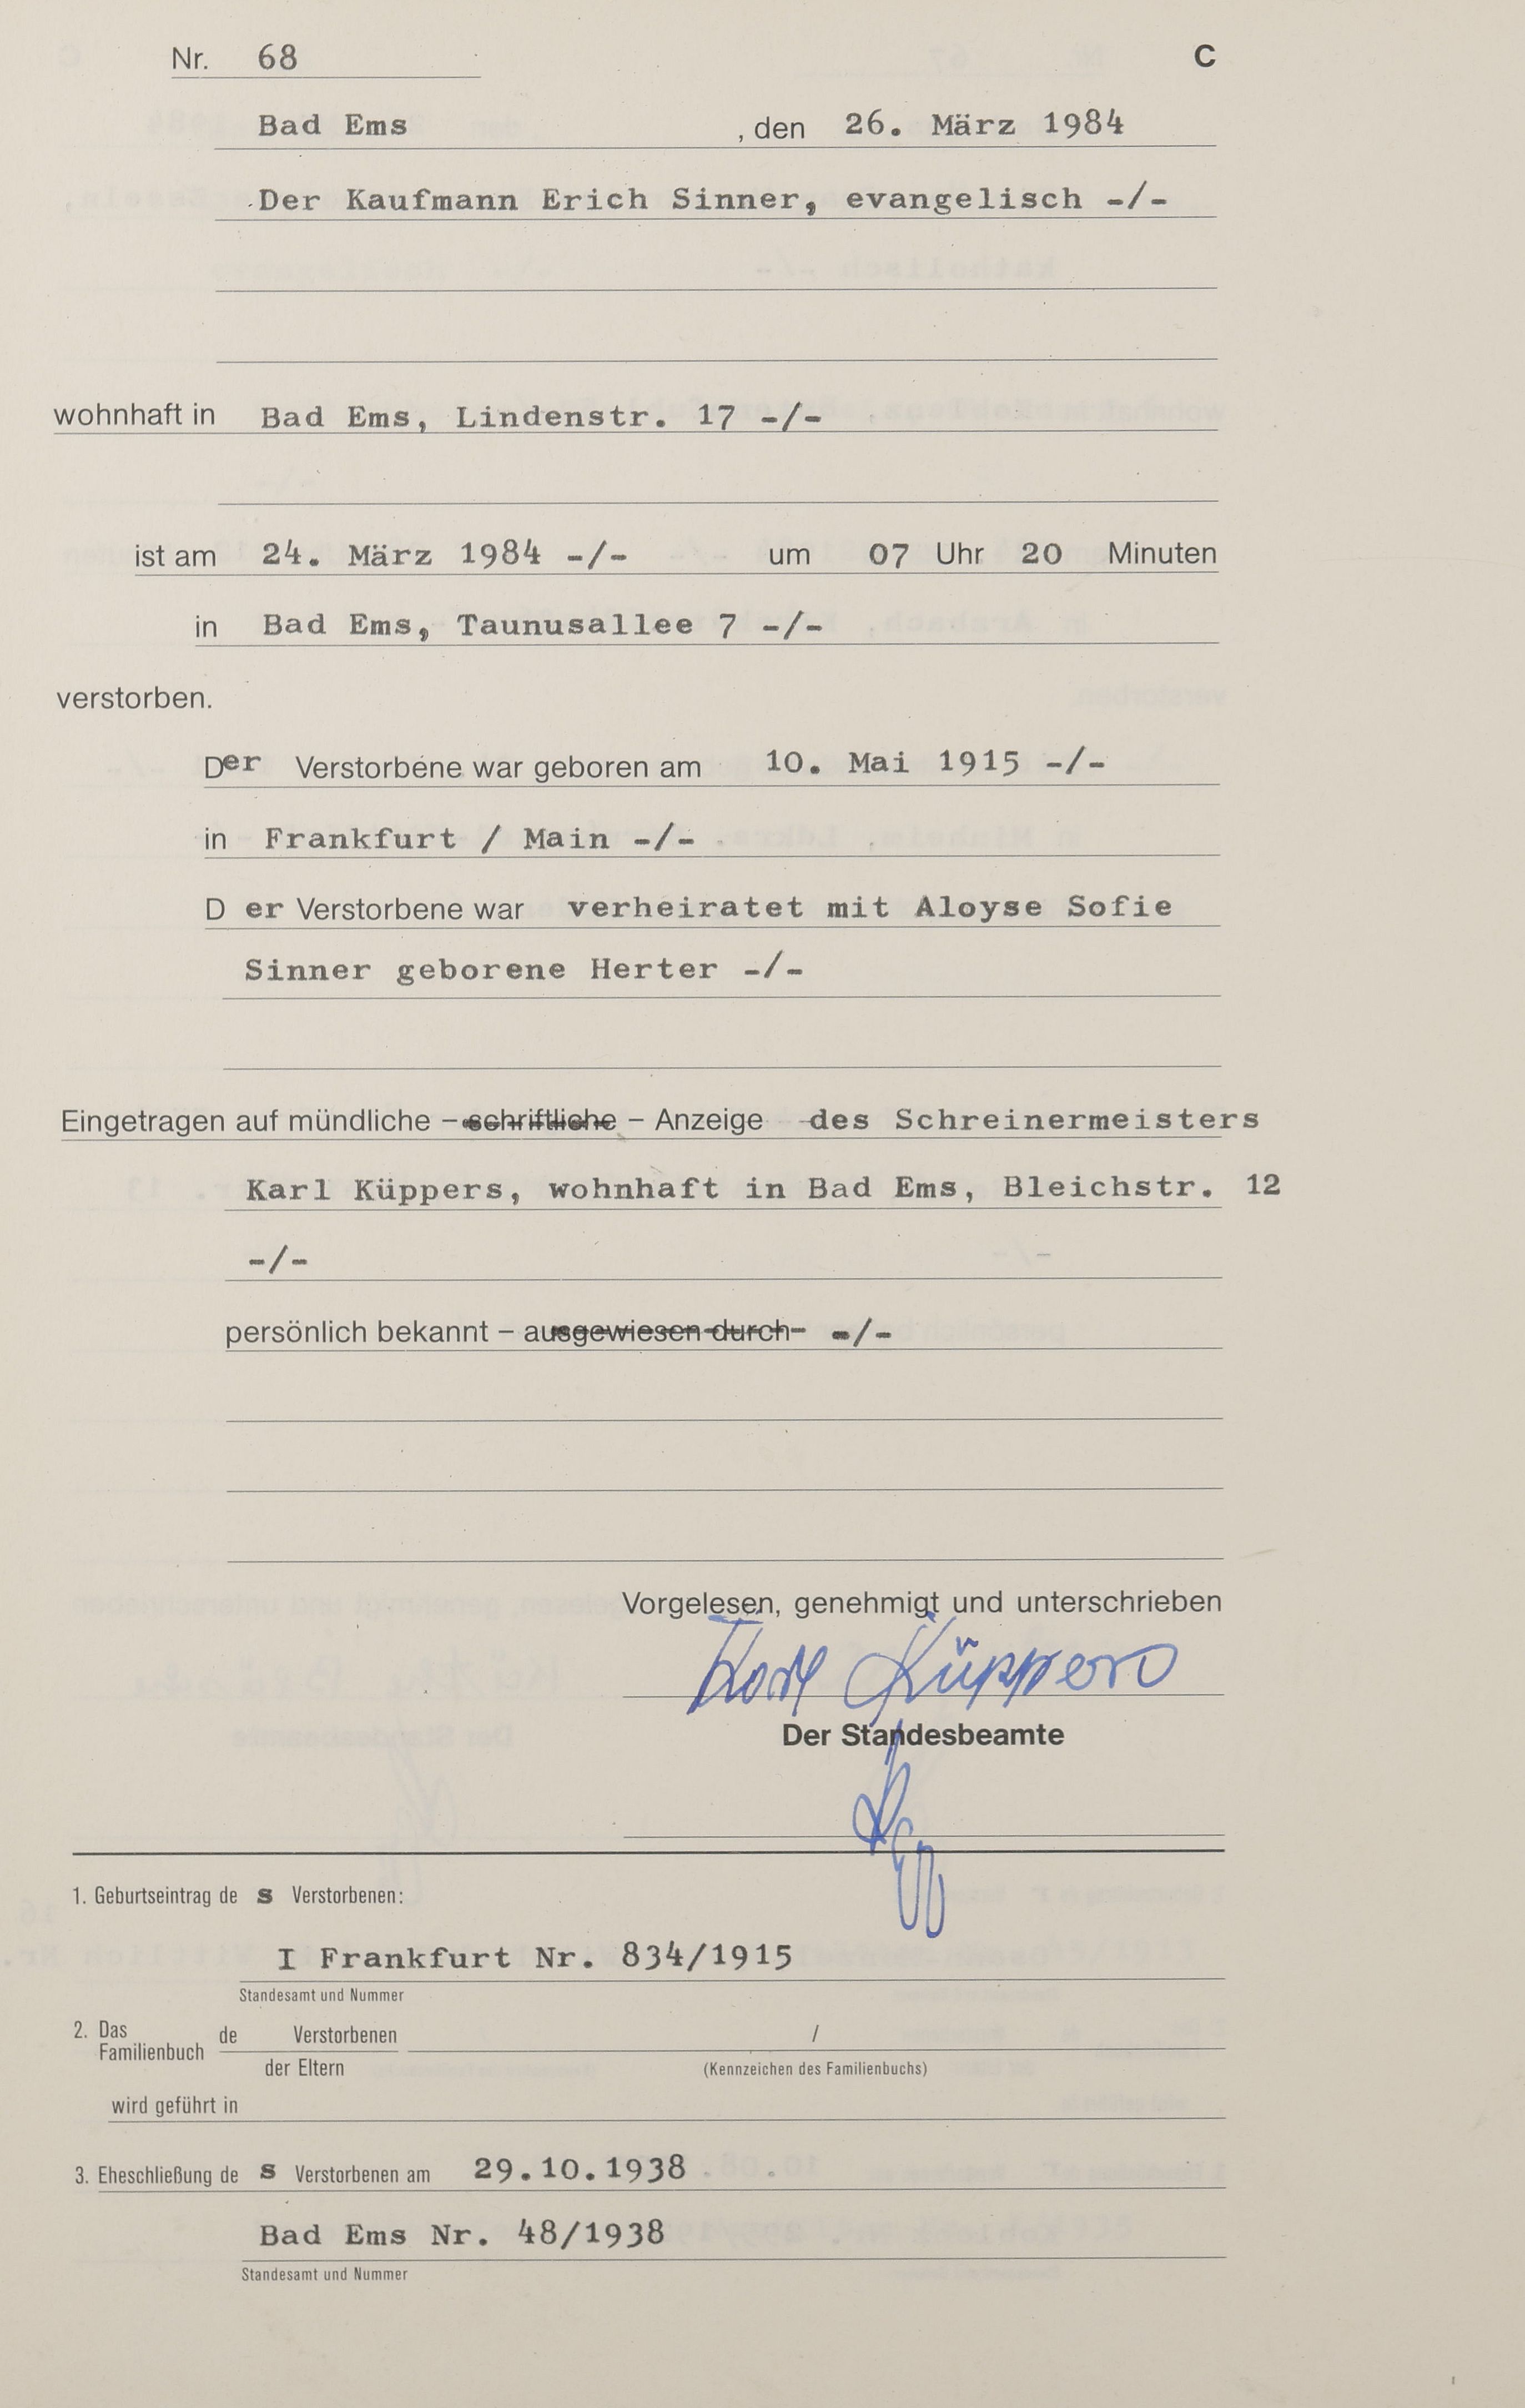 Nr. 68 C
Bad Ems , den 26. März 1984
Der Kaufmann Erich Sinner, evangelisch -/-
wohnhaft in Bad Ems, Lindenstr. 17 -/-
ist am 24. März 1984 -/- um 07 Uhr 20 Minuten
in Bad Ems, Taunusallee 7 -/-
verstorben.
Der Verstorbene war geboren am 10. Mai 1915 -/-
in Frankfurt / Main -/-
D er Verstorbene war verheiratet mit Aloyse Sofie
Sinner geborene Herter -/-
Eingetragen auf mündliche – schriftliche – Anzeige des Schreinermeisters
Karl Küppers, wohnhaft in Bad Ems, Bleichstr. 12
-/-
persönlich bekannt – ausgewiesen durch -/-
Vorgelesen, genehmigt und unterschrieben
Karl Küppers
Der Standesbeamte
1. Geburtseintrag de s Verstorbenen:
I Frankfurt Nr. 834/1915
Standesamt und Nummer
2. Das Familienbuch de Verstorbenen /
der Eltern (Kennzeichen des Familienbuchs)
wird geführt in
3. Eheschließung de s Verstorbenen am 29.10.1938
Bad Ems Nr. 48/1938
Standesamt und Nummer